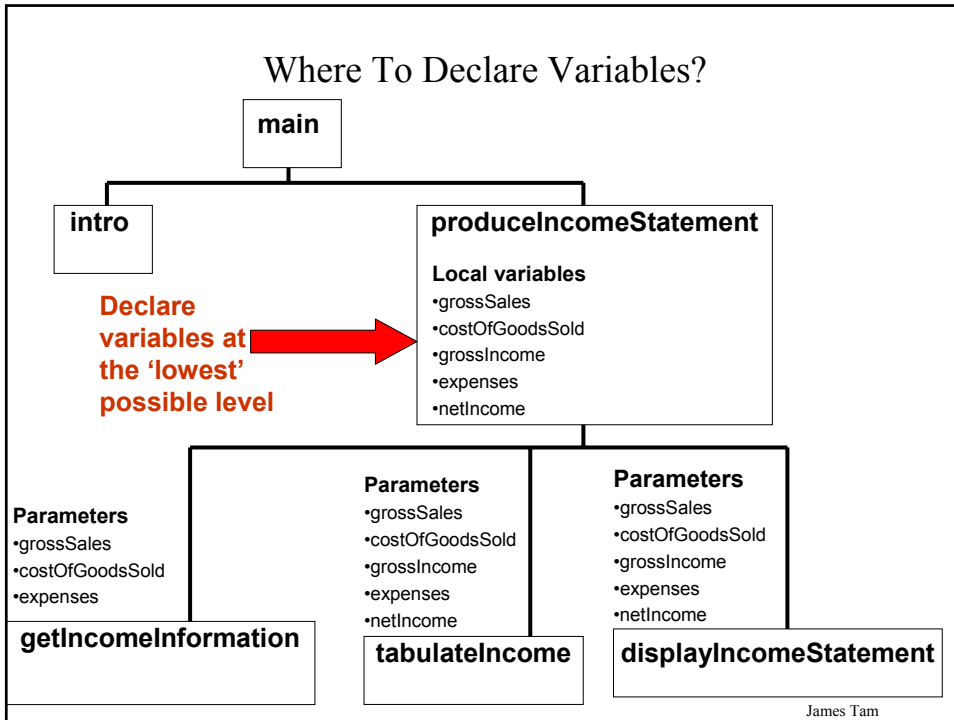 Where To Declare Variables?
main
intro
produceIncomeStatement
Local variables
•grossSales
•costOfGoodsSold
•grossIncome
•expenses
•netIncome
Declare
variables at
the ‘lowest’
possible level
Parameters
•grossSales
•costOfGoodsSold
•expenses
getIncomeInformation
Parameters
•grossSales
•costOfGoodsSold
•grossIncome
•expenses
•netIncome
tabulateIncome
Parameters
•grossSales
•costOfGoodsSold
•grossIncome
•expenses
•netIncome
displayIncomeStatement
James Tam